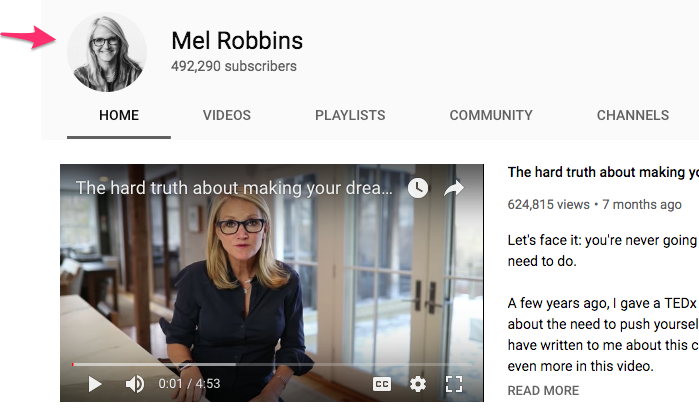 Mel Robbins
492,290 subscribers
HOME VIDEOS PLAYLISTS COMMUNITY CHANNELS
The hard truth about making your drea...
0:01 / 4:53
CC
The hard truth about making yo
624,815 views • 7 months ago
Let's face it: you're never going
need to do.
A few years ago, I gave a TEDx
about the need to push yoursel
have written to me about this c
even more in this video.
READ MORE